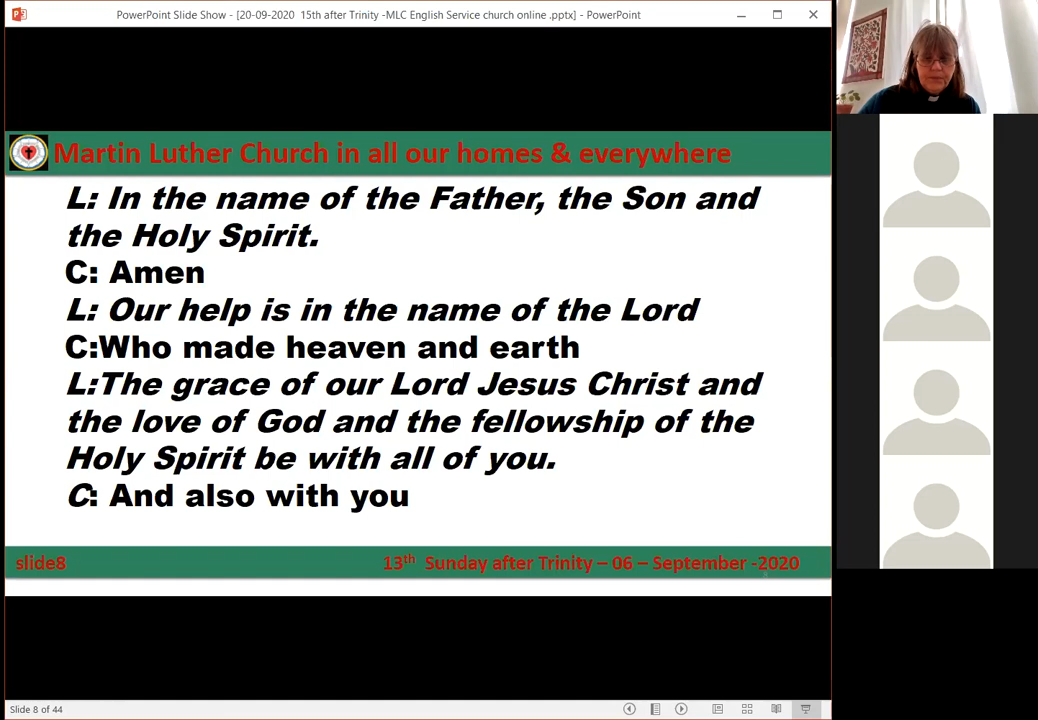 PowerPoint Slide Show - [20-09-2020 15th after Trinity -MLC English Service church online .pptx] - PowerPoint
Martin Luther Church in all our homes & everywhere
L: In the name of the Father, the Son and
the Holy Spirit.
C: Amen
L: Our help is in the name of the Lord
C:Who made heaven and earth
L:The grace of our Lord Jesus Christ and
the love of God and the fellowship of the
Holy Spirit be with all of you.
C: And also with you
slide8 13th Sunday after Trinity – 06 – September -2020
Slide 8 of 44